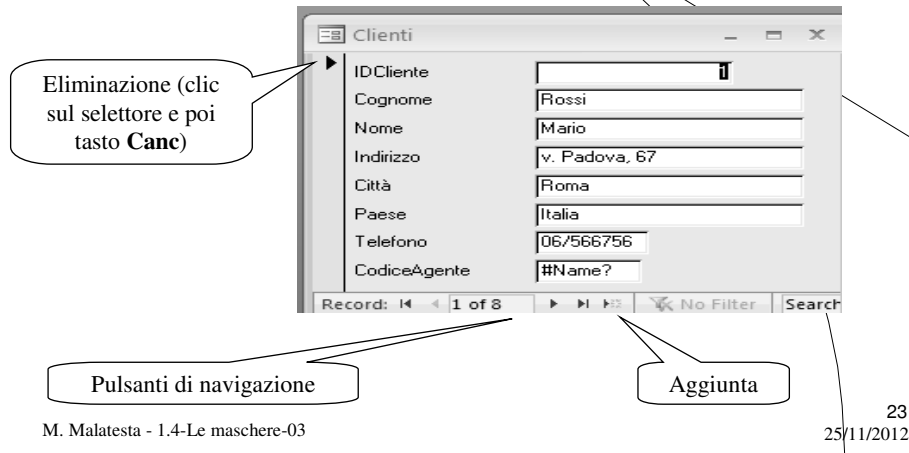 Clienti
Eliminazione (clic
sul selettore e poi
tasto Canc)
IDCliente 1
Cognome Rossi
Nome Mario
Indirizzo v. Padova, 67
Città Roma
Paese Italia
Telefono 06/566756
CodiceAgente #Name?
Record: 1 of 8 No Filter Search
Pulsanti di navigazione
Aggiunta
M. Malatesta - 1.4-Le maschere-03
23
25/11/2012